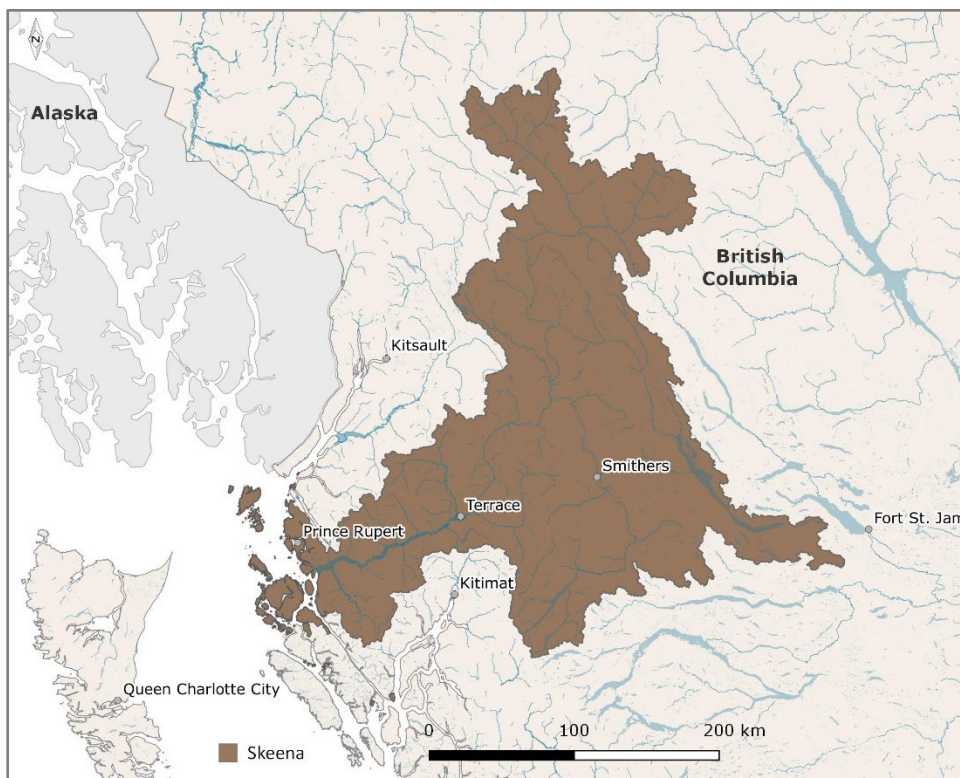 N
Alaska
British
Columbia
Kitsault
Smithers
Terrace
Fort St. Jam
Prince Rupert
Kitimat
Queen Charlotte City
0 100 200 km
Skeena